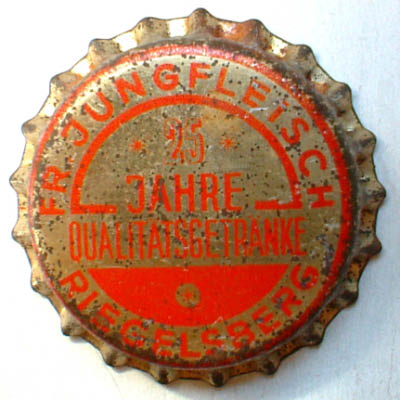 FR. JUNGFLEISCH
* 25 *
JAHRE
QUALITÄTSGETRÄNKE
RIEGELSBERG